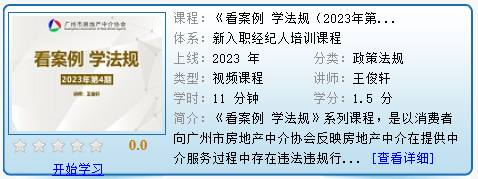 广州市房地产中介协会
看案例 学法规
2023年第4期
讲师：王俊轩
0.0
开始学习
课程：《看案例 学法规（2023年第...
体系：新入职经纪人培训课程
上线：2023 年 分类：政策法规
类型：视频课程 讲师：王俊轩
学时：11 分钟 学分：1.5 分
简介：《看案例 学法规》系列课程，是以消费者
向广州市房地产中介协会反映房地产中介在提供中
介服务过程中存在违法违规行... [查看详细]